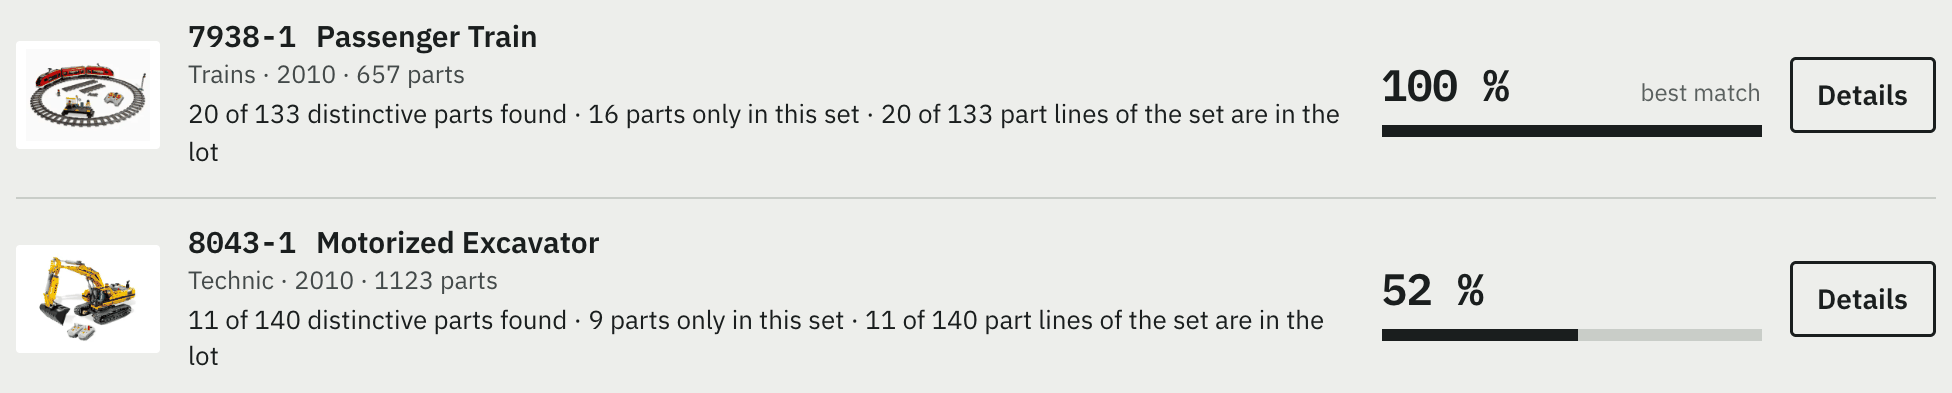 7938-1 Passenger Train
Trains · 2010 · 657 parts
20 of 133 distinctive parts found · 16 parts only in this set · 20 of 133 part lines of the set are in the
lot
100 %
best match
Details
8043-1 Motorized Excavator
Technic · 2010 · 1123 parts
11 of 140 distinctive parts found · 9 parts only in this set · 11 of 140 part lines of the set are in the
lot
52 %
Details